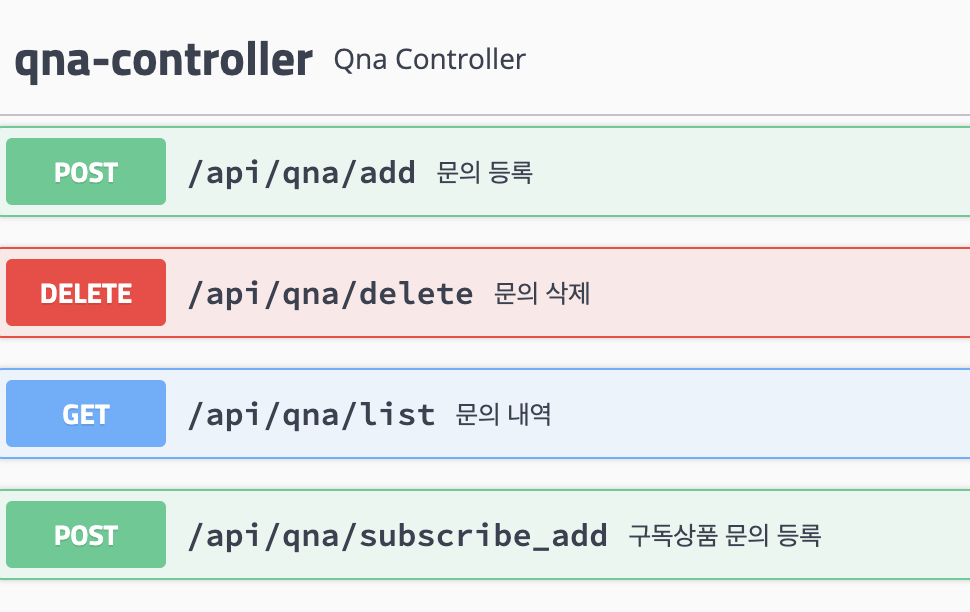 qna-controller Qna Controller
POST /api/qna/add 문의 등록
DELETE /api/qna/delete 문의 삭제
GET /api/qna/list 문의 내역
POST /api/qna/subscribe_add 구독상품 문의 등록